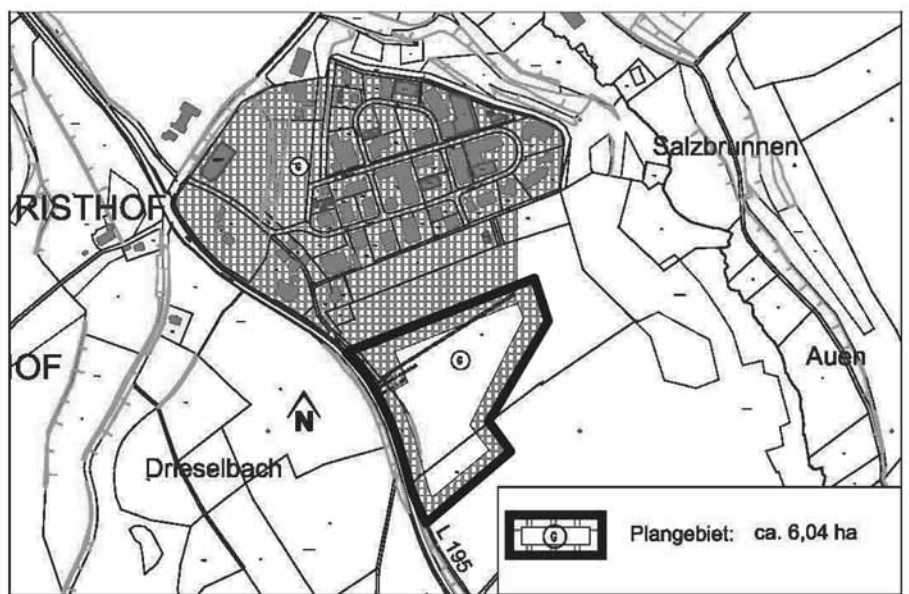 Salzbrunnen
G
RISTHOF
Auen
OF
G
N
Drieselbach
L 195
G Plangebiet: ca. 6,04 ha